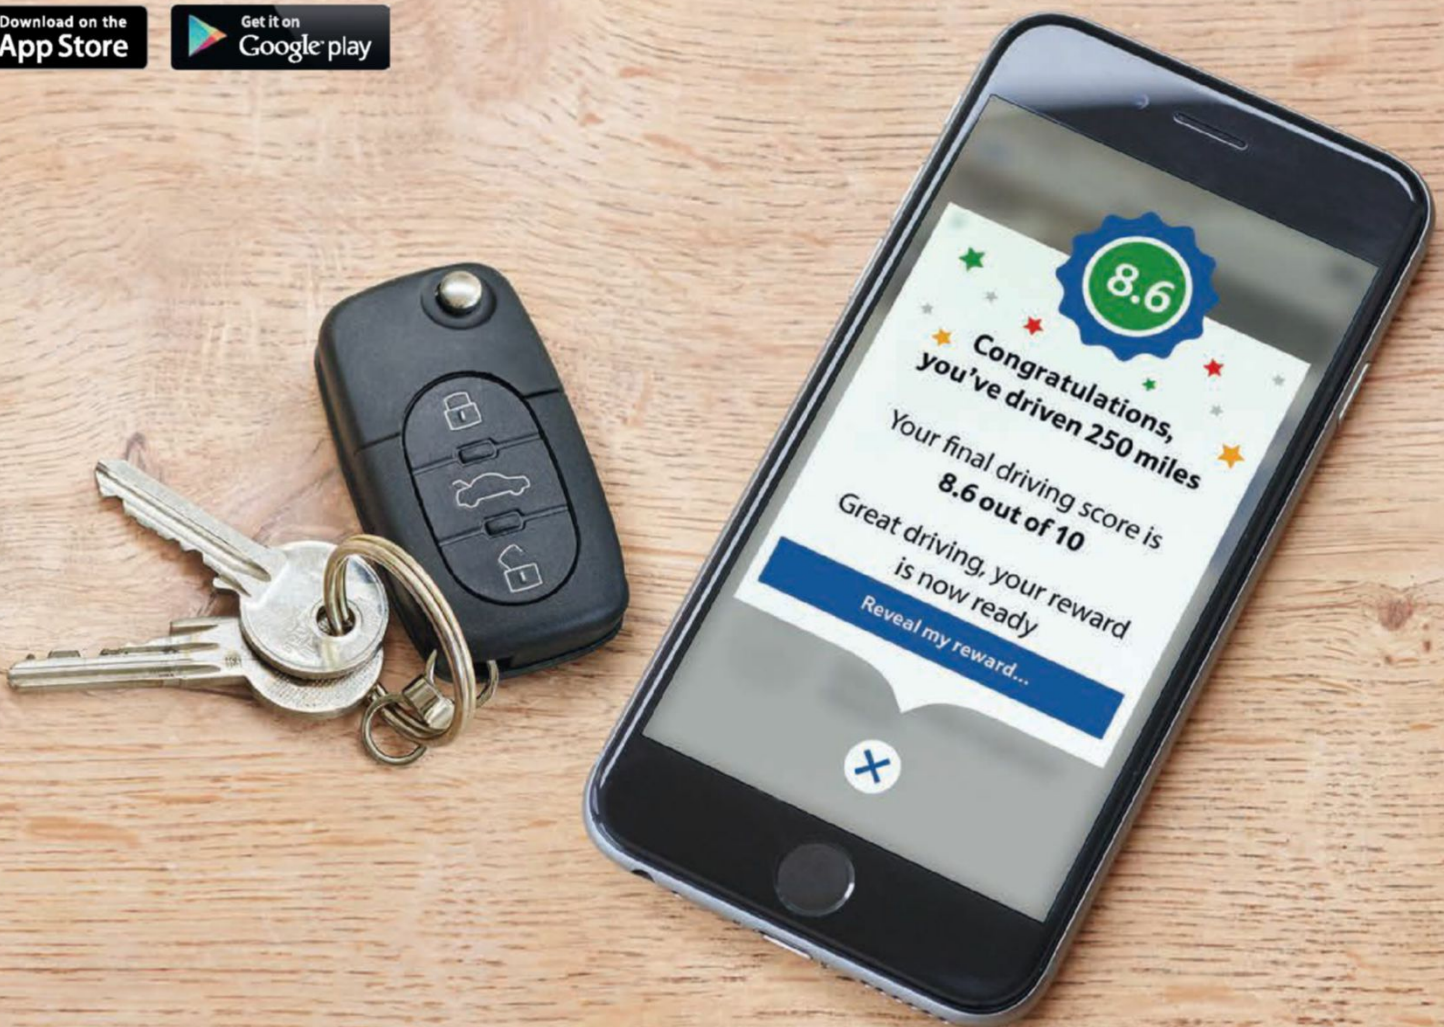 Download on the
App Store
Get it on
Google play
8.6
Congratulations,
you've driven 250 miles
Your final driving score is
8.6 out of 10
Great driving, your reward
is now ready
Reveal my reward...